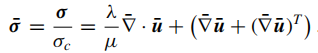 σ̄ = σ/σ_c = λ/μ ∇̄ · ū + (∇̄ū + (∇̄ū)^T)